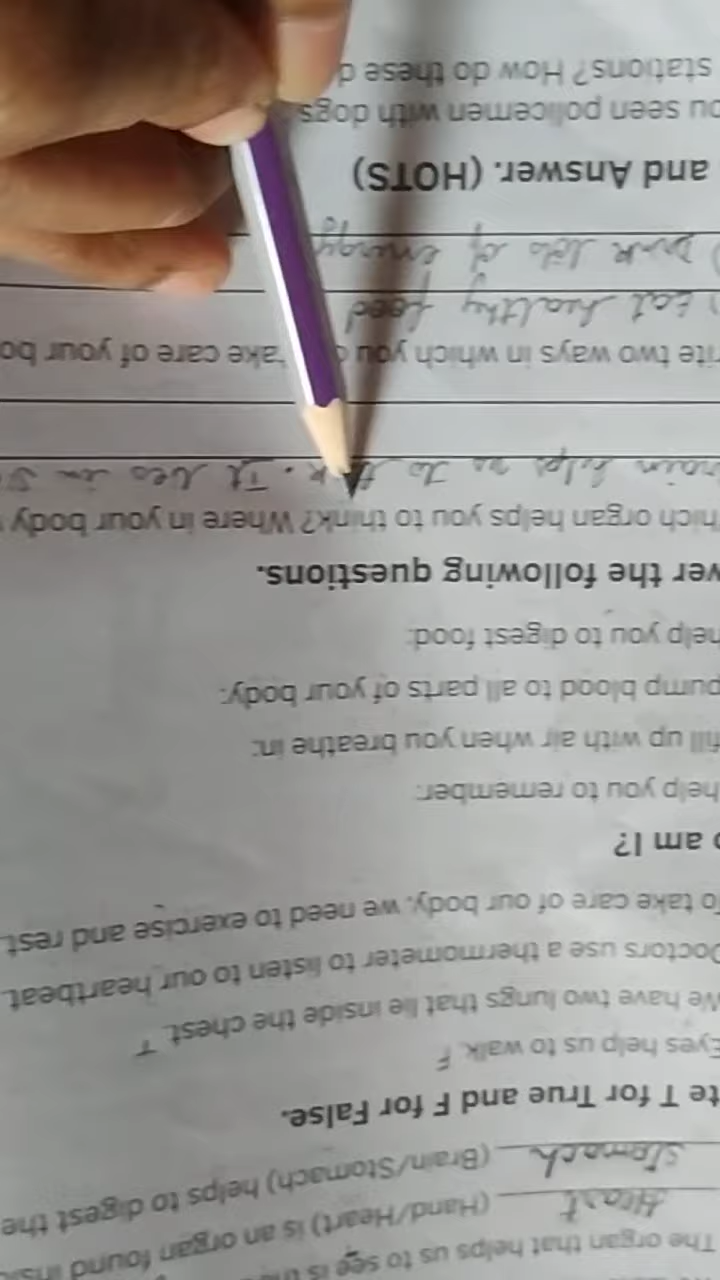 The organ that helps us to see is the
Heart (Hand/Heart) is an organ found insi
Stomach (Brain/Stomach) helps to digest the
te T for True and F for False.
Eyes help us to walk. F
We have two lungs that lie inside the chest. T
Doctors use a thermometer to listen to our heartbeat.
To take care of our body, we need to exercise and rest.
o am I?
help you to remember:
fill up with air when you breathe in:
pump blood to all parts of your body:
help you to digest food:
ver the following questions.
hich organ helps you to think? Where in your body
rain helps us to It lies in
rite two ways in which you take care of your bo
Eat healthy food
Drink lots of energy
and Answer. (HOTS)
ou seen policemen with dogs
stations? How do these d